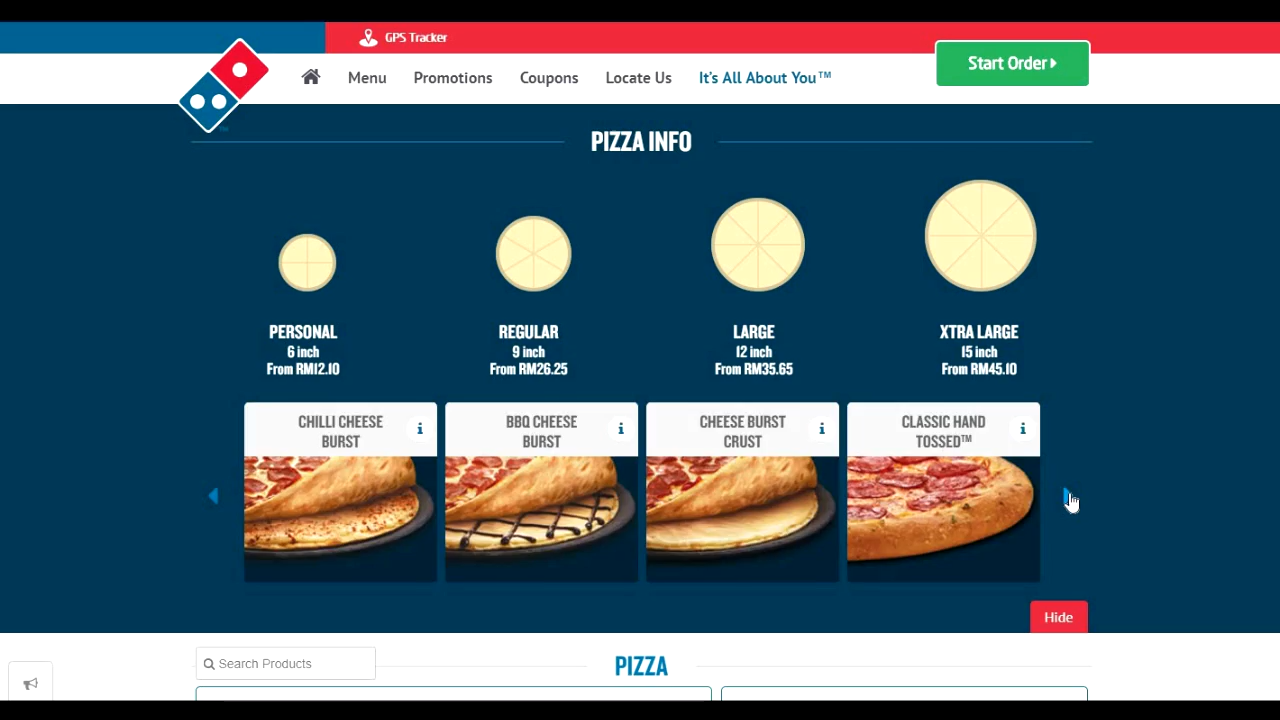 GPS Tracker
Menu
Promotions
Coupons
Locate Us
It's All About You™
Start Order
PIZZA INFO
PERSONAL
6 inch
From RM12.10
REGULAR
9 inch
From RM26.25
LARGE
12 inch
From RM35.65
XTRA LARGE
15 inch
From RM45.10
CHILLI CHEESE
BURST
i
BBQ CHEESE
BURST
i
CHEESE BURST
CRUST
i
CLASSIC HAND
TOSSED™
i
Hide
Search Products
PIZZA